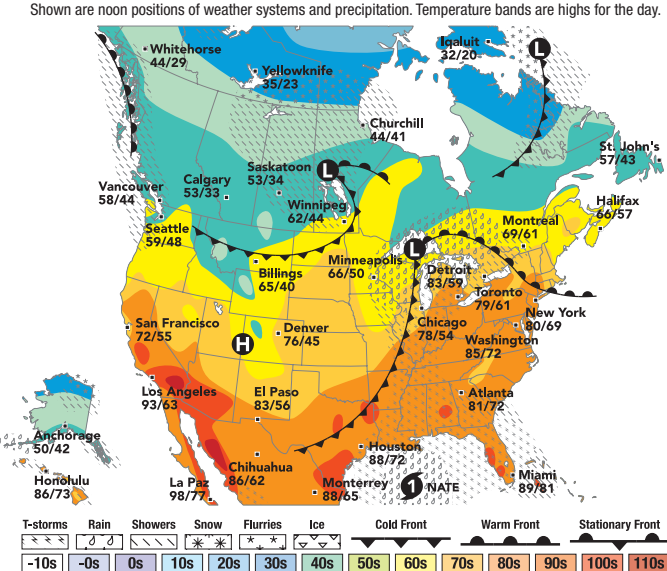 Shown are noon positions of weather systems and precipitation. Temperature bands are highs for the day.
Whitehorse
44/29
Yellowknife
35/23
Iqaluit
32/20
L
Churchill
44/41
St. John's
57/43
Saskatoon
53/34
L
Calgary
53/33
Vancouver
58/44
Winnipeg
62/44
Halifax
66/57
Seattle
59/48
Montreal
69/61
L
Minneapolis
66/50
Billings
65/40
Detroit
83/59
Toronto
79/61
New York
80/69
San Francisco
72/55
Denver
76/45
Chicago
78/54
H
Washington
85/72
Los Angeles
93/63
El Paso
83/56
Atlanta
81/72
Anchorage
50/42
Houston
88/72
Chihuahua
86/62
Honolulu
86/73
La Paz
98/77
Monterrey
88/65
1 NATE
Miami
89/81
T-storms Rain Showers Snow Flurries Ice Cold Front Warm Front Stationary Front
-10s -0s 0s 10s 20s 30s 40s 50s 60s 70s 80s 90s 100s 110s